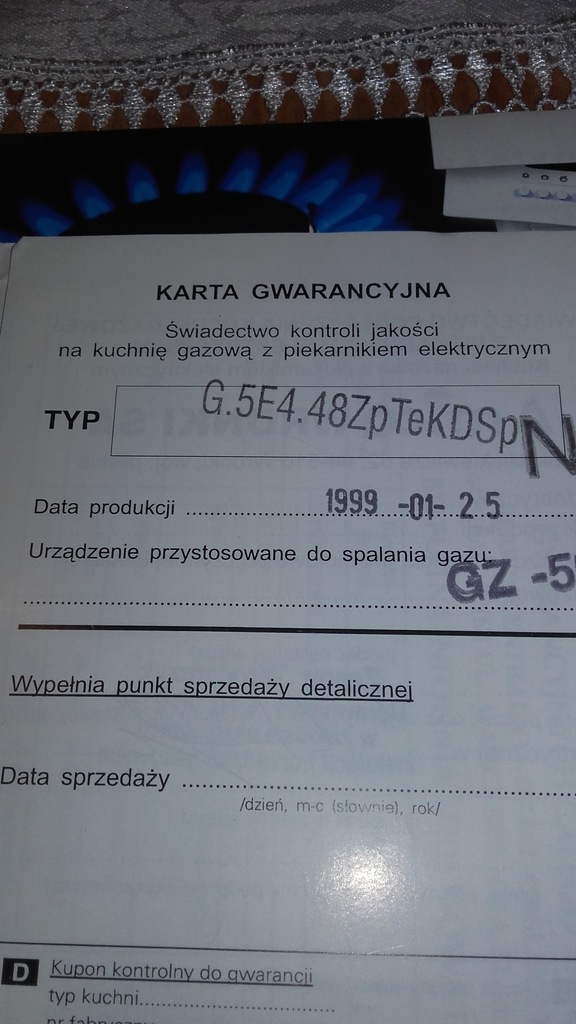 KARTA GWARANCYJNA
Świadectwo kontroli jakości
na kuchnię gazową z piekarnikiem elektrycznym
TYP G.5E4.48ZpTeKDSpN
Data produkcji 1999 -01- 25
Urządzenie przystosowane do spalania gazu:
GZ -5
Wypełnia punkt sprzedaży detalicznej
Data sprzedaży
/dzień, m-c (słownie), rok/
D Kupon kontrolny do gwarancji
typ kuchni